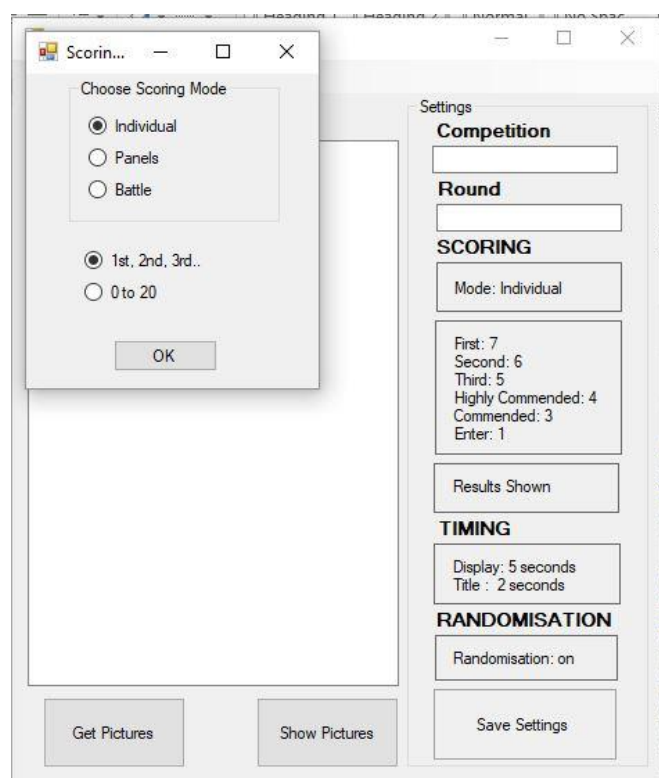 Scorin...
Choose Scoring Mode
Individual
Panels
Battle
1st, 2nd, 3rd..
0 to 20
OK
Settings
Competition
Round
SCORING
Mode: Individual
First: 7
Second: 6
Third: 5
Highly Commended: 4
Commended: 3
Enter: 1
Results Shown
TIMING
Display: 5 seconds
Title : 2 seconds
RANDOMISATION
Randomisation: on
Get Pictures
Show Pictures
Save Settings